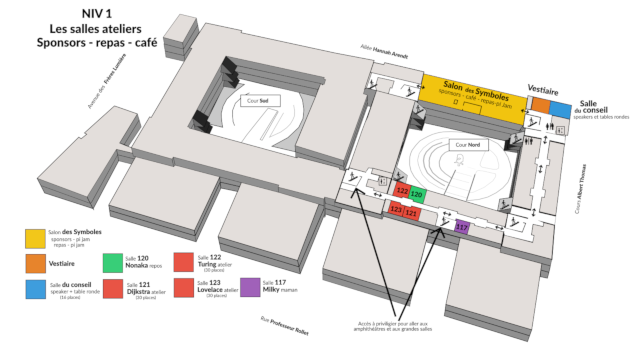 NIV 1
Les salles ateliers
Sponsors - repas - café
Allée Hannah Arendt
Avenue des Frères Lumière
Salon des Symboles
sponsors - café - repas-pi jam
Vestiaire
Salle
du conseil
speakers et tables rondes
Cour Sud
Cour Nord
Cours Albert Thomas
122
120
123
121
117
Salon des Symboles
sponsors - pi jam
repas - pi jam
Vestiaire
Salle 120
Nonaka repos
Salle 122
Turing atelier
(30 places)
Salle du conseil
speaker + table ronde
(16 places)
Salle 121
Dijkstra atelier
(30 places)
Salle 123
Lovelace atelier
(30 places)
Salle 117
Milky maman
Rue Professeur Rollet
Accès à privilégier pour aller aux
amphithéâtres et aux grandes salles